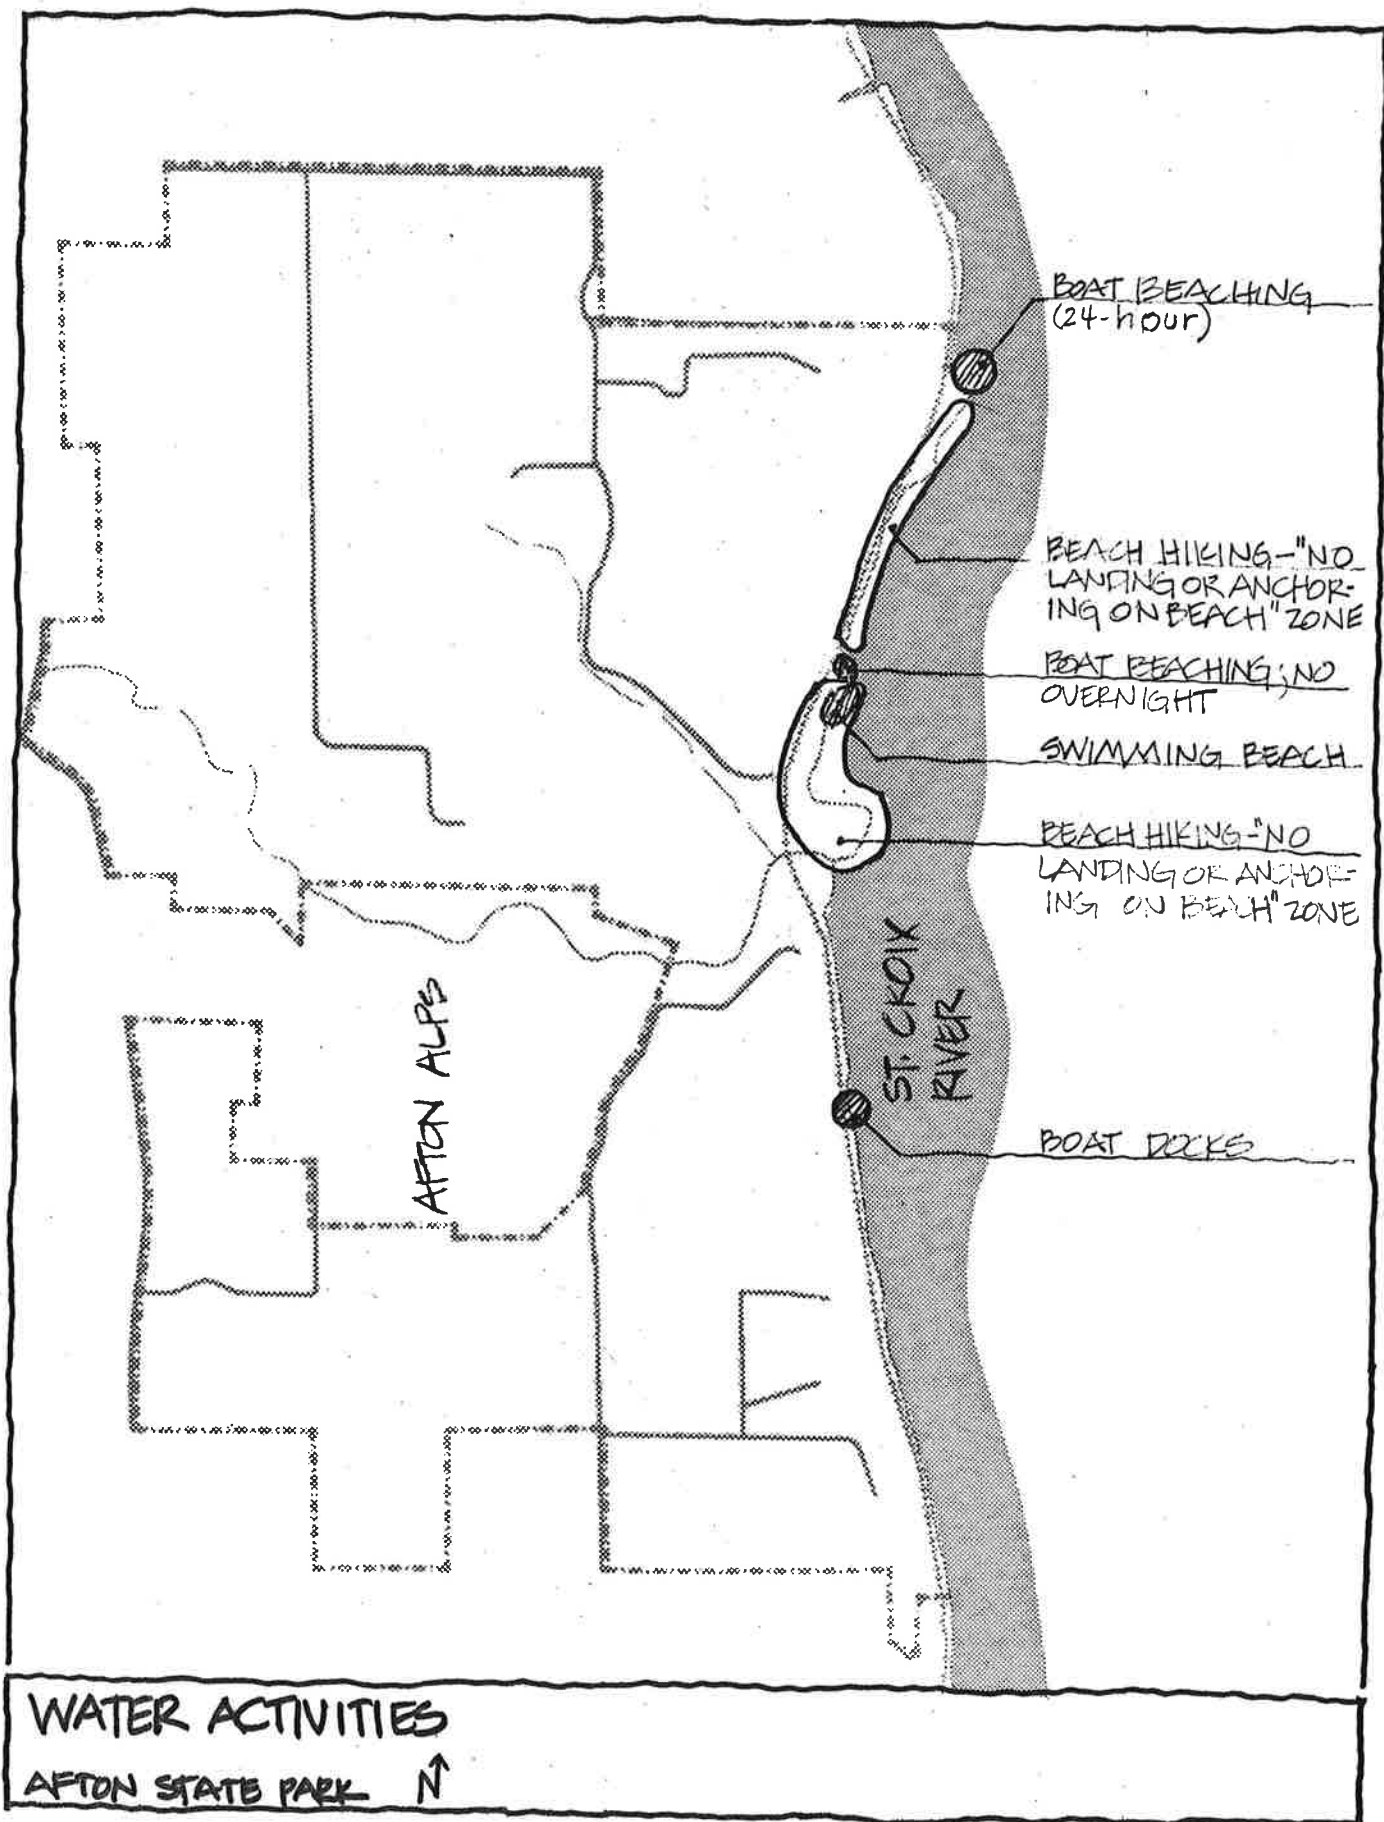 BOAT BEACHING
(24-hour)
BEACH HIKING-"NO
LANDING OR ANCHOR-
ING ON BEACH" ZONE
BOAT BEACHING; NO
OVERNIGHT
SWIMMING BEACH
BEACH HIKING-"NO
LANDING OR ANCHOR-
ING ON BEACH" ZONE
ST. CROIX
RIVER
AFTON ALPS
BOAT DOCKS
WATER ACTIVITIES
AFTON STATE PARK N